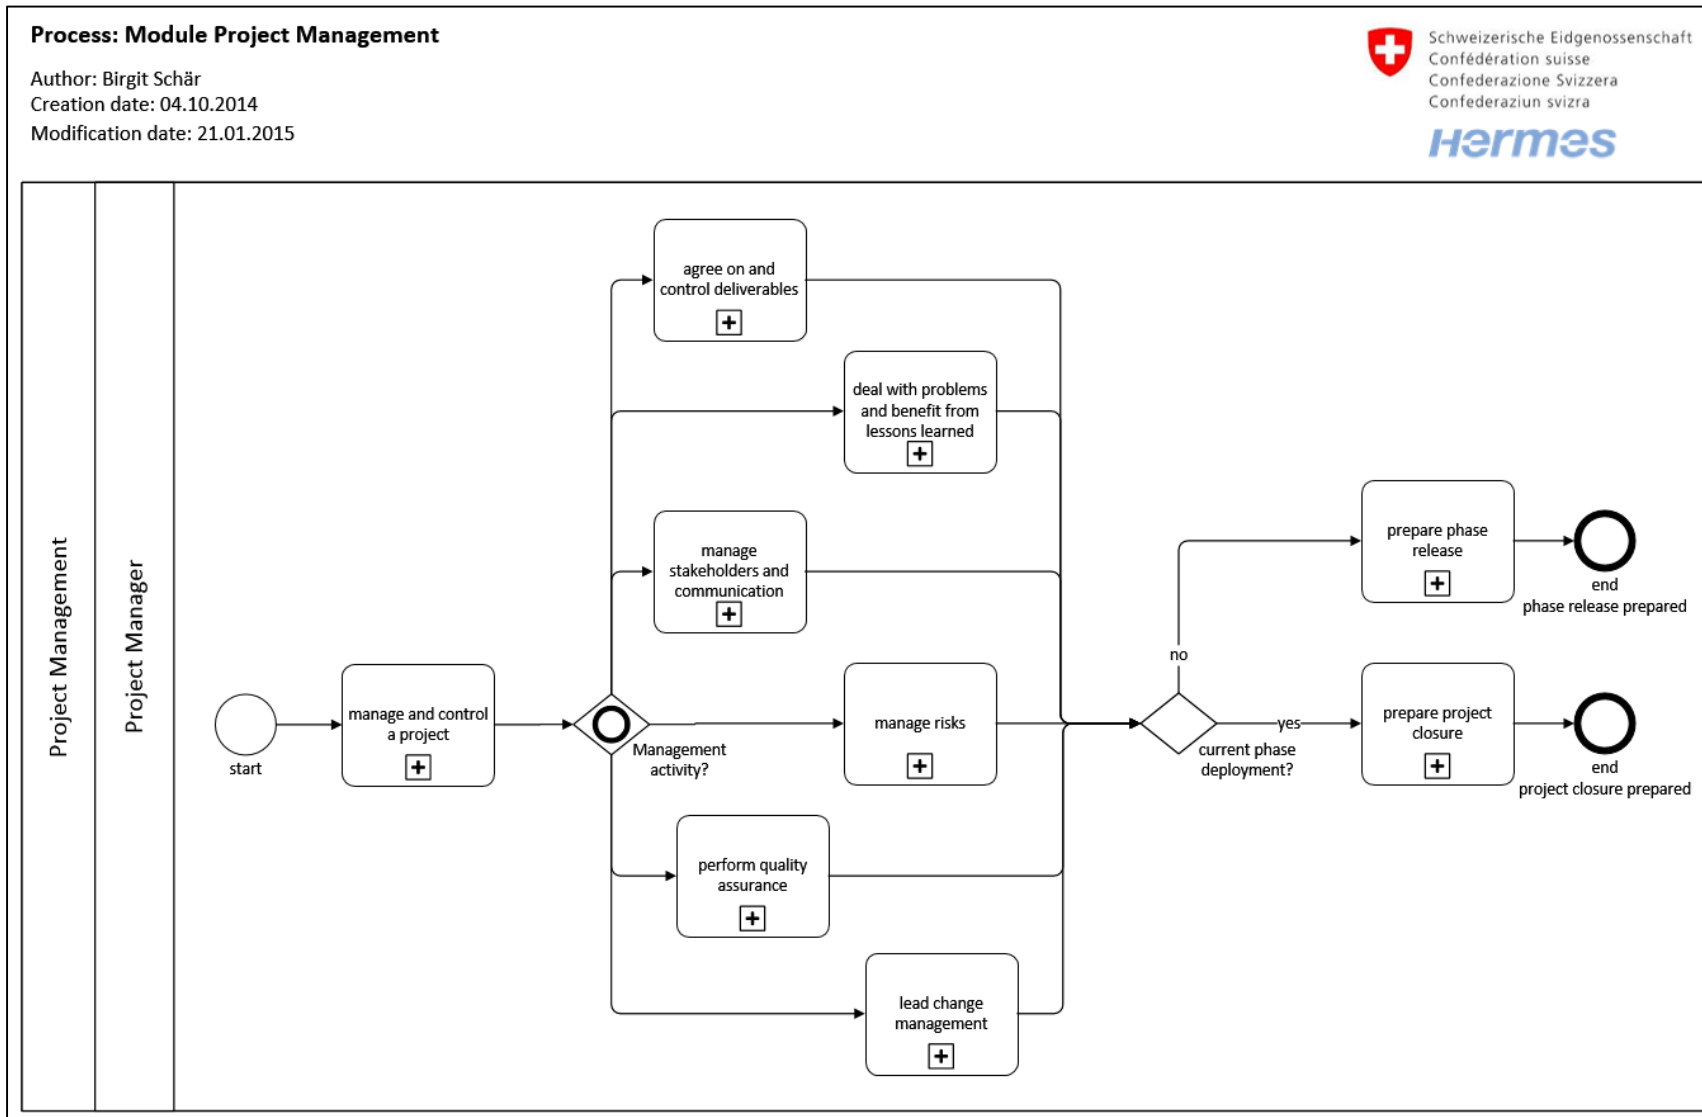 Process: Module Project Management
Author: Birgit Schär
Creation date: 04.10.2014
Modification date: 21.01.2015
Schweizerische Eidgenossenschaft
Confédération suisse
Confederazione Svizzera
Confederaziun svizra
Hermes
Project Management
Project Manager
start
manage and control
a project
Management
activity?
agree on and
control deliverables
deal with problems
and benefit from
lessons learned
manage
stakeholders and
communication
manage risks
perform quality
assurance
lead change
management
no
yes
current phase
deployment?
prepare phase
release
end
phase release prepared
prepare project
closure
end
project closure prepared